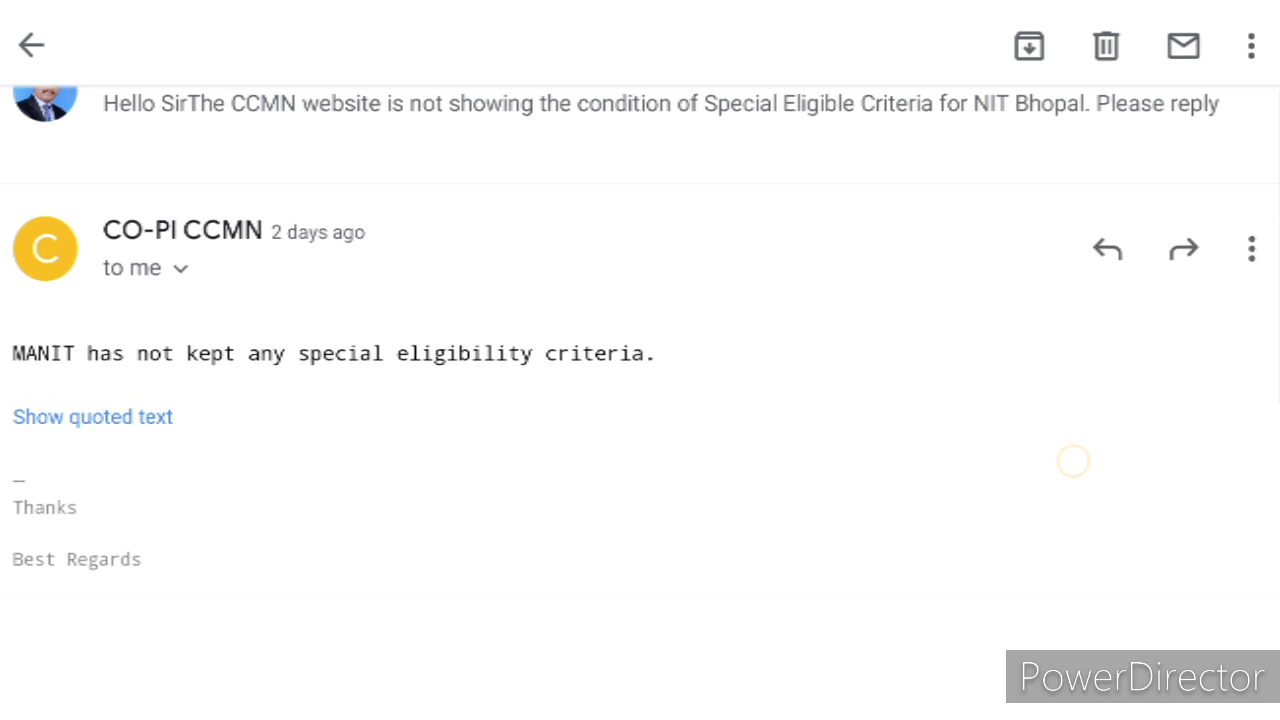 Hello SirThe CCMN website is not showing the condition of Special Eligible Criteria for NIT Bhopal. Please reply
C
CO-PI CCMN 2 days ago
to me
MANIT has not kept any special eligibility criteria.
Show quoted text
—
Thanks
Best Regards
PowerDirector